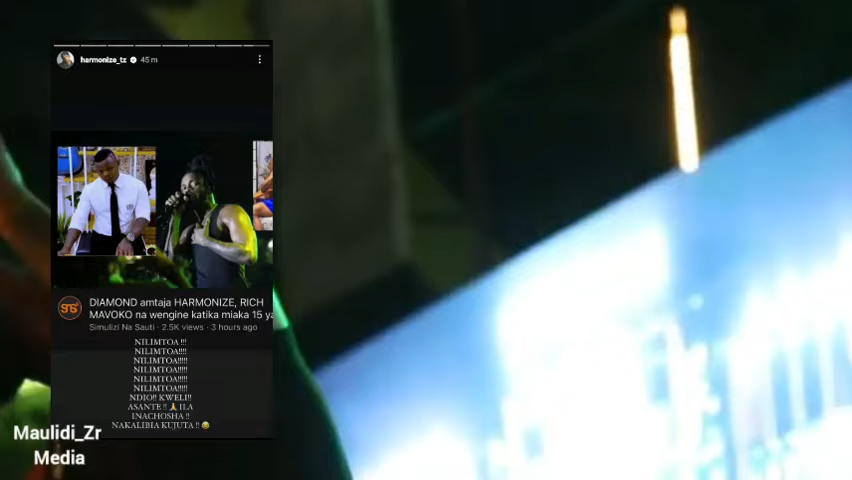 harmonize_tz 45 m
SNS
DIAMOND amtaja HARMONIZE, RICH
MAVOKO na wengine katika miaka 15 ya
Simulizi Na Sauti · 2.5K views · 3 hours ago
NILIMTOA !!!
NILIMTOA!!!!
NILIMTOA!!!!!
NILIMTOA!!!!!
NILIMTOA!!!!!
NILIMTOA!!!!!
NDIO!! KWELI!!
ASANTE !! 🙏 ILA
INACHOSHA !!
NAKALIBIA KUJUTA !! 😂
Maulidi_Zr
Media